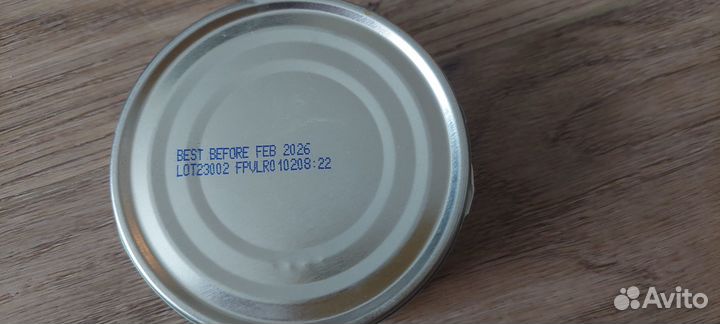 BEST BEFORE FEB 2026
LOT23002 FPVLR010208:22
Avito